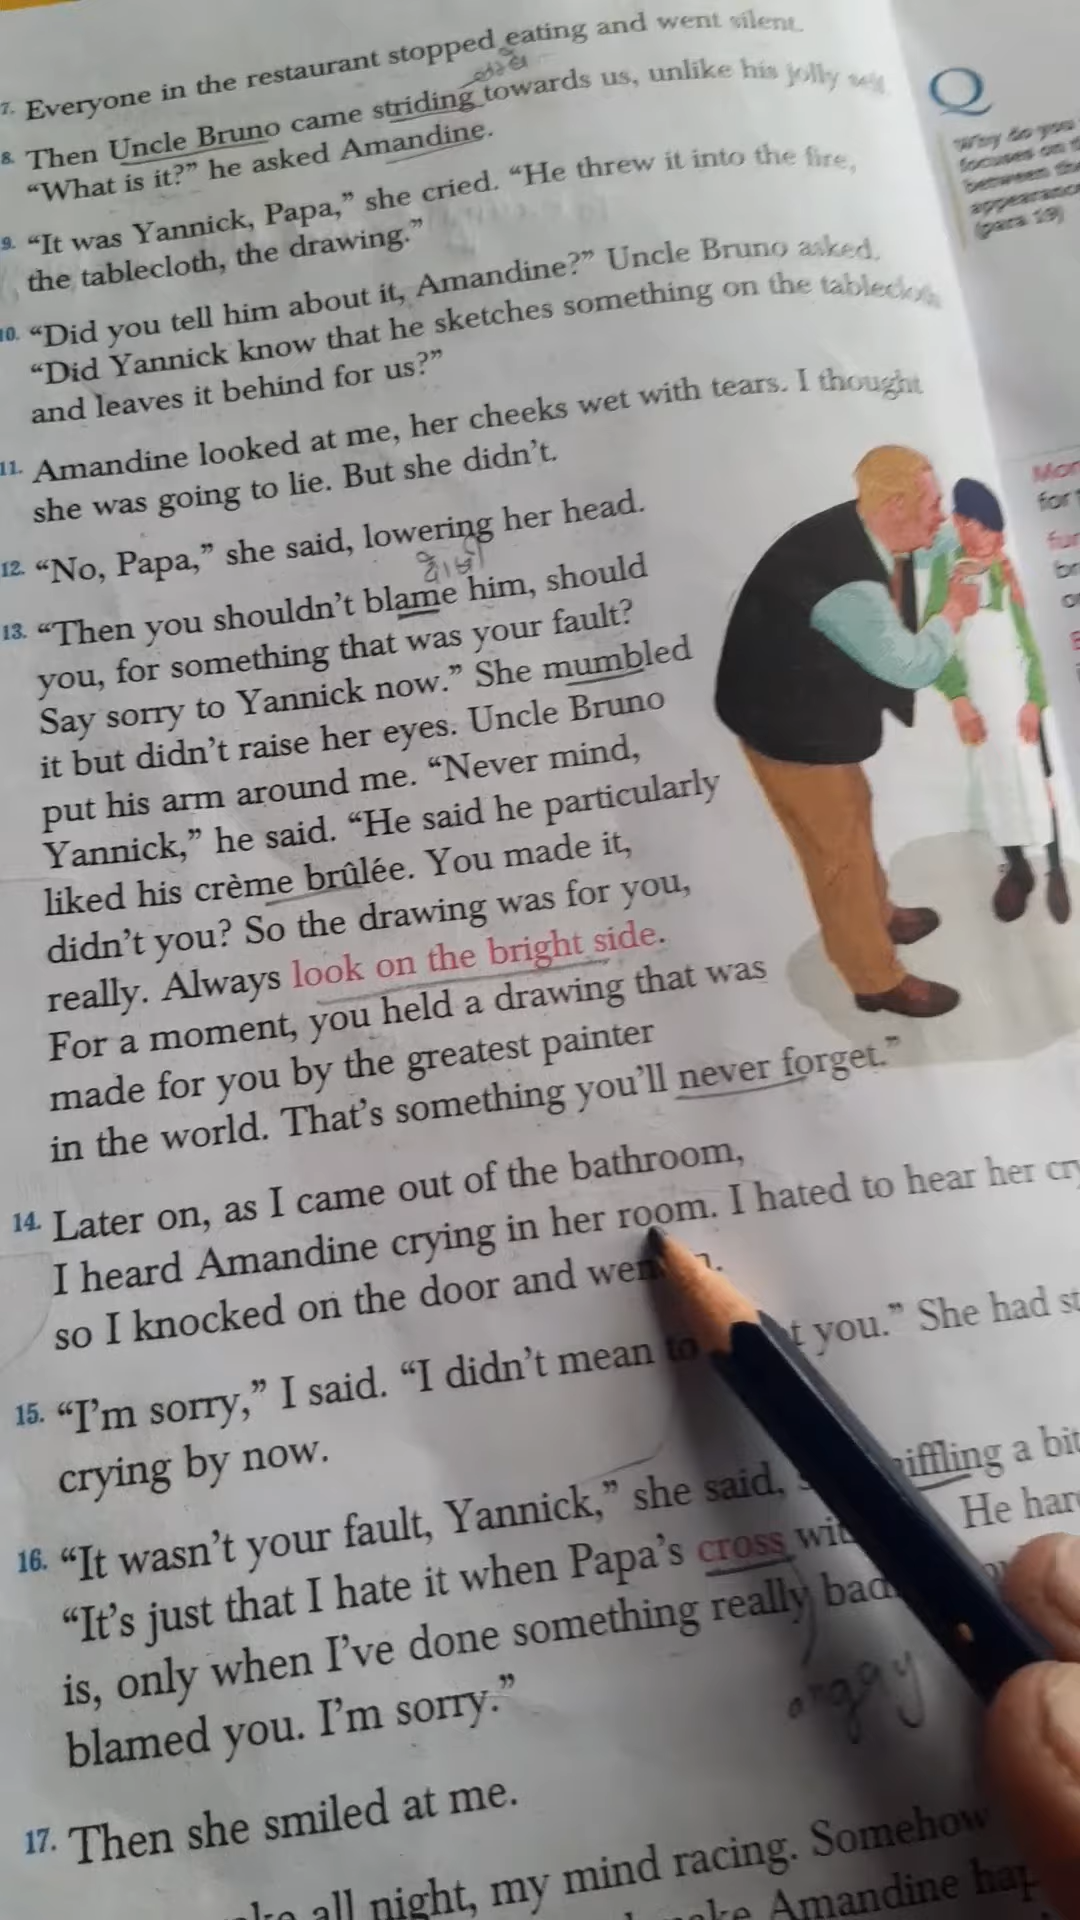 7. Everyone in the restaurant stopped eating and went silent.
8. Then Uncle Bruno came striding towards us, unlike his jolly self.
“What is it?” he asked Amandine.
9. “It was Yannick, Papa,” she cried. “He threw it into the fire,
the tablecloth, the drawing.”
10. “Did you tell him about it, Amandine?” Uncle Bruno asked.
“Did Yannick know that he sketches something on the tablecloth
and leaves it behind for us?”
11. Amandine looked at me, her cheeks wet with tears. I thought
she was going to lie. But she didn’t.
12. “No, Papa,” she said, lowering her head.
13. “Then you shouldn’t blame him, should
you, for something that was your fault?
Say sorry to Yannick now.” She mumbled
it but didn’t raise her eyes. Uncle Bruno
put his arm around me. “Never mind,
Yannick,” he said. “He said he particularly
liked his crème brûlée. You made it,
didn’t you? So the drawing was for you,
really. Always look on the bright side.
For a moment, you held a drawing that was
made for you by the greatest painter
in the world. That’s something you’ll never forget.”
14. Later on, as I came out of the bathroom,
I heard Amandine crying in her room. I hated to hear her cry
so I knocked on the door and went
15. “I’m sorry,” I said. “I didn’t mean to you.” She had
crying by now.
16. “It wasn’t your fault, Yannick,” she said, a bit
“It’s just that I hate it when Papa’s cross He
is, only when I’ve done something really bad
angay
blamed you. I’m sorry.”
17. Then she smiled at me.
all night, my mind racing. Somehow
Amandine
Q
Why do you
focuses on
between the
appearance
(para 19)